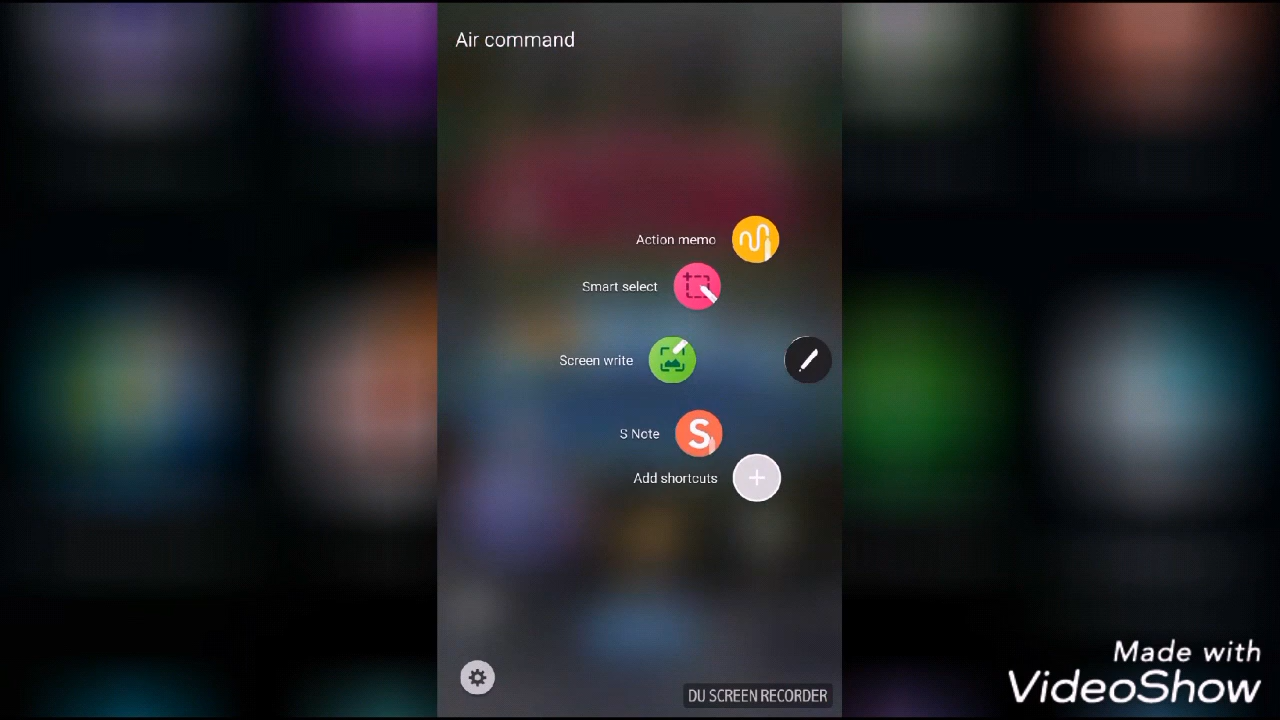 Air command
Action memo
Smart select
Screen write
S Note
S
Add shortcuts
DU SCREEN RECORDER
Made with
VideoShow